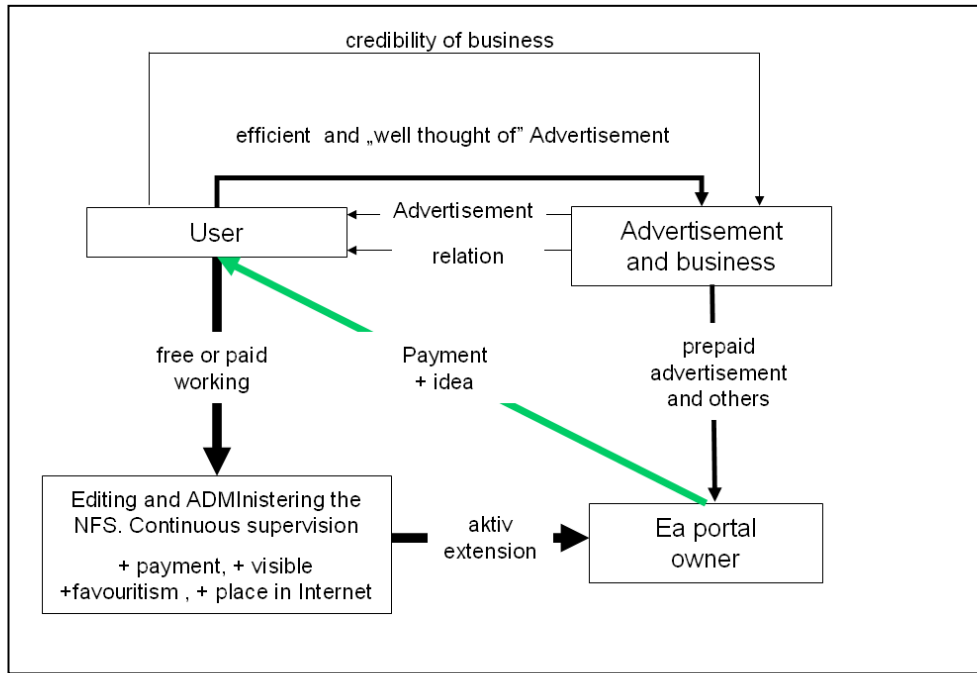 credibility of business
efficient and „well thought of” Advertisement
User
Advertisement
relation
Advertisement
and business
free or paid
working
Payment
+ idea
prepaid
advertisement
and others
Editing and ADMInistering the
NFS. Continuous supervision
+ payment, + visible
+favouritism , + place in Internet
aktiv
extension
Ea portal
owner